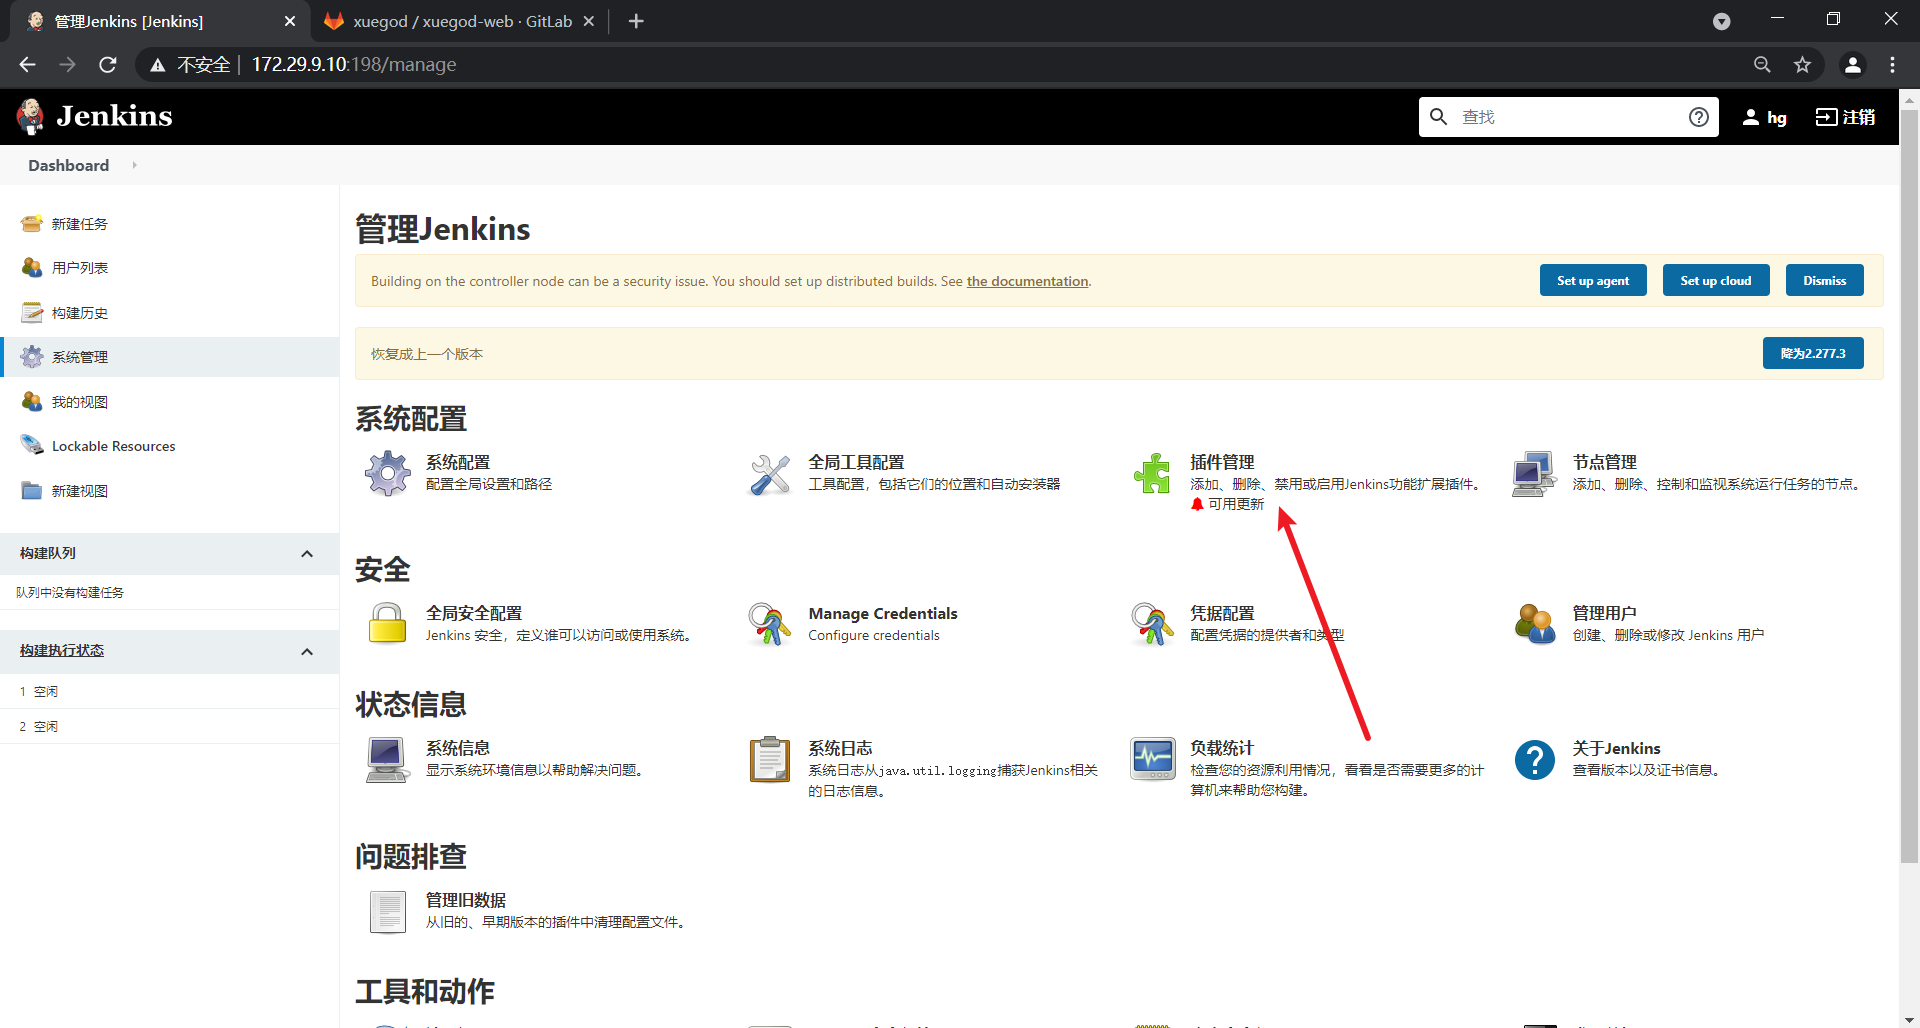 管理Jenkins [Jenkins]
xuegod / xuegod-web · GitLab
不安全 | 172.29.9.10:198/manage
Jenkins
查找
hg
注销
Dashboard
新建任务
用户列表
构建历史
系统管理
我的视图
Lockable Resources
新建视图
构建队列
队列中没有构建任务
构建执行状态
1 空闲
2 空闲
管理Jenkins
Building on the controller node can be a security issue. You should set up distributed builds. See the documentation.
Set up agent
Set up cloud
Dismiss
恢复成上一个版本
降为2.277.3
系统配置
系统配置
配置全局设置和路径
全局工具配置
工具配置，包括它们的位置和自动安装器
插件管理
添加、删除、禁用或启用Jenkins功能扩展插件。
可用更新
节点管理
添加、删除、控制和监视系统运行任务的节点。
安全
全局安全配置
Jenkins 安全，定义谁可以访问或使用系统。
Manage Credentials
Configure credentials
凭据配置
配置凭据的提供者和类型
管理用户
创建、删除或修改 Jenkins 用户
状态信息
系统信息
显示系统环境信息以帮助解决问题。
系统日志
系统日志从java.util.logging捕获Jenkins相关
的日志信息。
负载统计
检查您的资源利用情况，看看是否需要更多的计
算机来帮助您构建。
关于Jenkins
查看版本以及证书信息。
问题排查
管理旧数据
从旧的、早期版本的插件中清理配置文件。
工具和动作